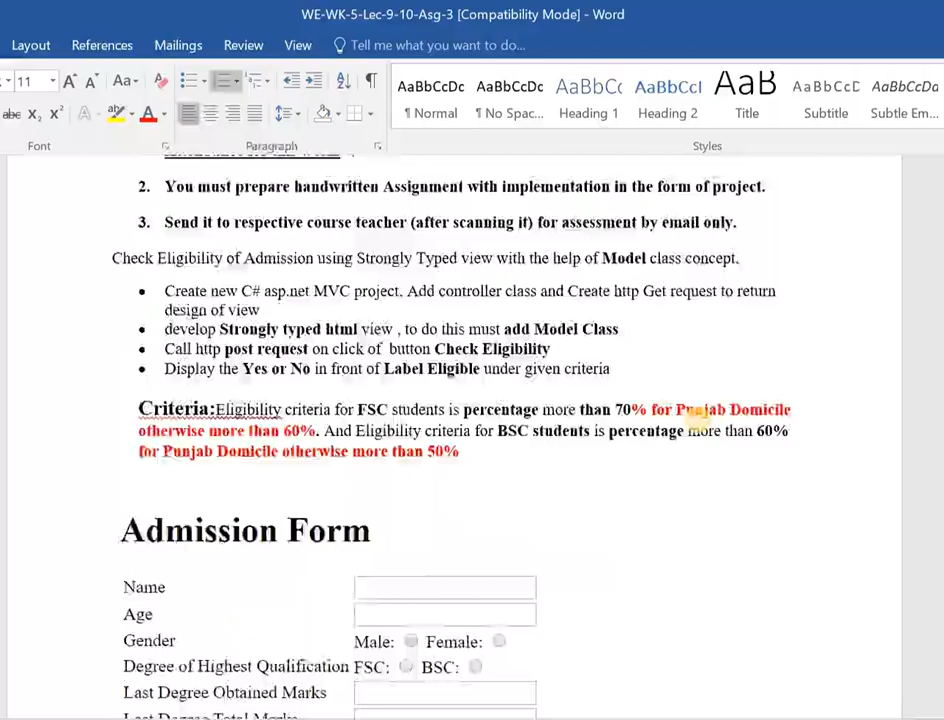 WE-WK-5-Lec-9-10-Asg-3 [Compatibility Mode] - Word
Layout References Mailings Review View Tell me what you want to do...
11 Aa
abc X₂ X² A ab A
AaBbCcDc AaBbCcDc AaBbCc AaBbCcI AaB AaBbCcD AaBbCcDa
¶ Normal ¶ No Spac... Heading 1 Heading 2 Title Subtitle Subtle Em...
Font Paragraph Styles
2. You must prepare handwritten Assignment with implementation in the form of project.
3. Send it to respective course teacher (after scanning it) for assessment by email only.
Check Eligibility of Admission using Strongly Typed view with the help of Model class concept.
• Create new C# asp.net MVC project. Add controller class and Create http Get request to return
design of view
• develop Strongly typed html view , to do this must add Model Class
• Call http post request on click of button Check Eligibility
• Display the Yes or No in front of Label Eligible under given criteria
Criteria:Eligibility criteria for FSC students is percentage more than 70% for Punjab Domicile
otherwise more than 60%. And Eligibility criteria for BSC students is percentage more than 60%
for Punjab Domicile otherwise more than 50%
Admission Form
Name
Age
Gender Male: Female:
Degree of Highest Qualification FSC: BSC:
Last Degree Obtained Marks
Last Degree Total Marks